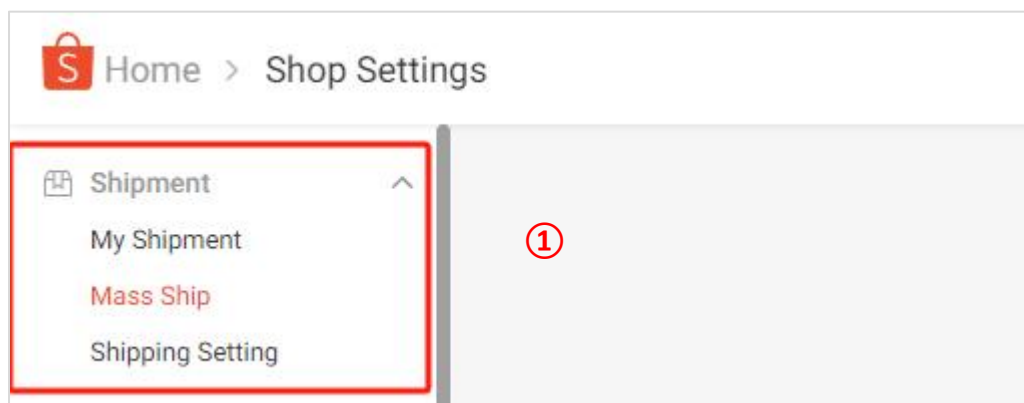 S Home > Shop Settings
Shipment
My Shipment
①
Mass Ship
Shipping Setting